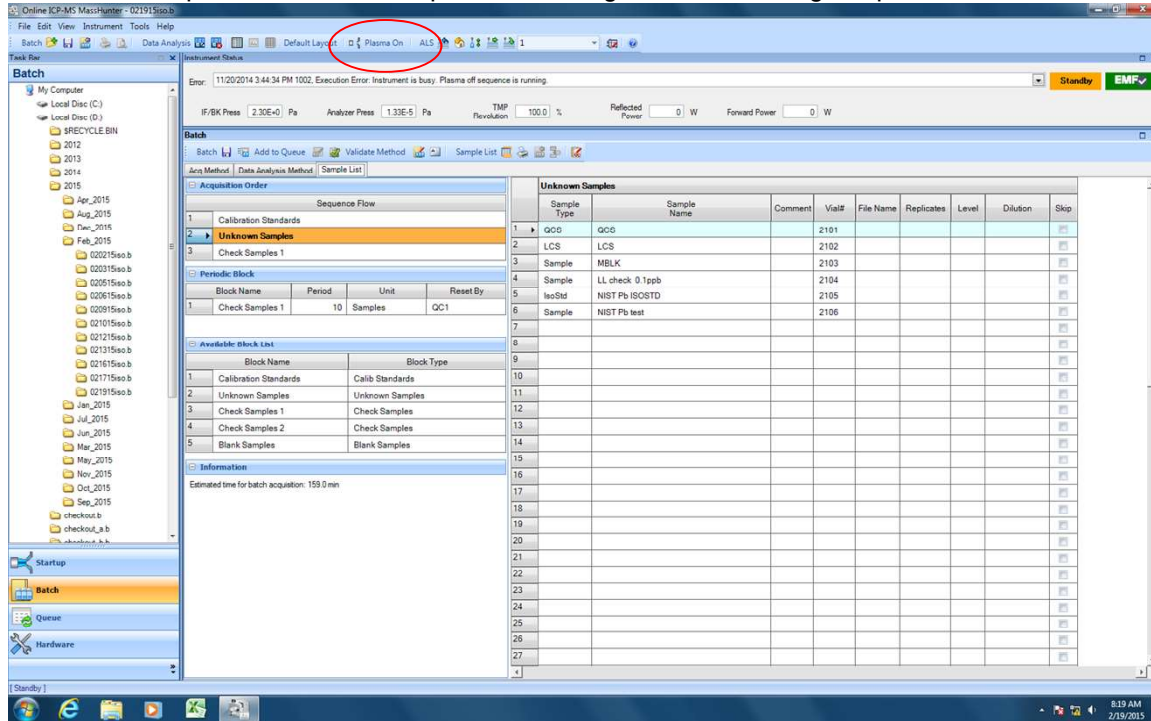 Online ICP-MS MassHunter - 021915iso.b
File Edit View Instrument Tools Help
Batch Data Analysis Default Layout Plasma On ALS 1
Task Bar
Instrument Status
Batch
Error: 11/20/2014 3:44:34 PM 1002, Execution Error: Instrument is busy. Plasma off sequence is running.
Standby EMF
IF/BK Press 2.30E+0 Pa Analyzer Press 1.33E-5 Pa TMP Revolution 100.0 % Reflected Power 0 W Forward Power 0 W
My Computer
Local Disc (C:)
Local Disc (D:)
$RECYCLE.BIN
2012
2013
2014
2015
Apr_2015
Aug_2015
Dec_2015
Feb_2015
020215iso.b
020315iso.b
020515iso.b
020615iso.b
020915iso.b
021015iso.b
021215iso.b
021315iso.b
021615iso.b
021715iso.b
021915iso.b
Jan_2015
Jul_2015
Jun_2015
Mar_2015
May_2015
Nov_2015
Oct_2015
Sep_2015
checkout.b
checkout_a.b
Startup
Batch
Queue
Hardware
Batch
Batch Add to Queue Validate Method Sample List
Acq Method Data Analysis Method Sample List
Acquisition Order
Sequence Flow
1 Calibration Standards
2 Unknown Samples
3 Check Samples 1
Periodic Block
Block Name Period Unit Reset By
1 Check Samples 1 10 Samples QC1
Available Block List
Block Name Block Type
1 Calibration Standards Calib Standards
2 Unknown Samples Unknown Samples
3 Check Samples 1 Check Samples
4 Check Samples 2 Check Samples
5 Blank Samples Blank Samples
Information
Estimated time for batch acquisition: 159.0 min
Unknown Samples
Sample Type Sample Name Comment Vial# File Name Replicates Level Dilution Skip
1 QCS QCS 2101
2 LCS LCS 2102
3 Sample MBLK 2103
4 Sample LL check 0.1ppb 2104
5 IsoStd NIST Pb ISOSTD 2105
6 Sample NIST Pb test 2106
7
8
9
10
11
12
13
14
15
16
17
18
19
20
21
22
23
24
25
26
27
[ Standby ]
8:19 AM
2/19/2015